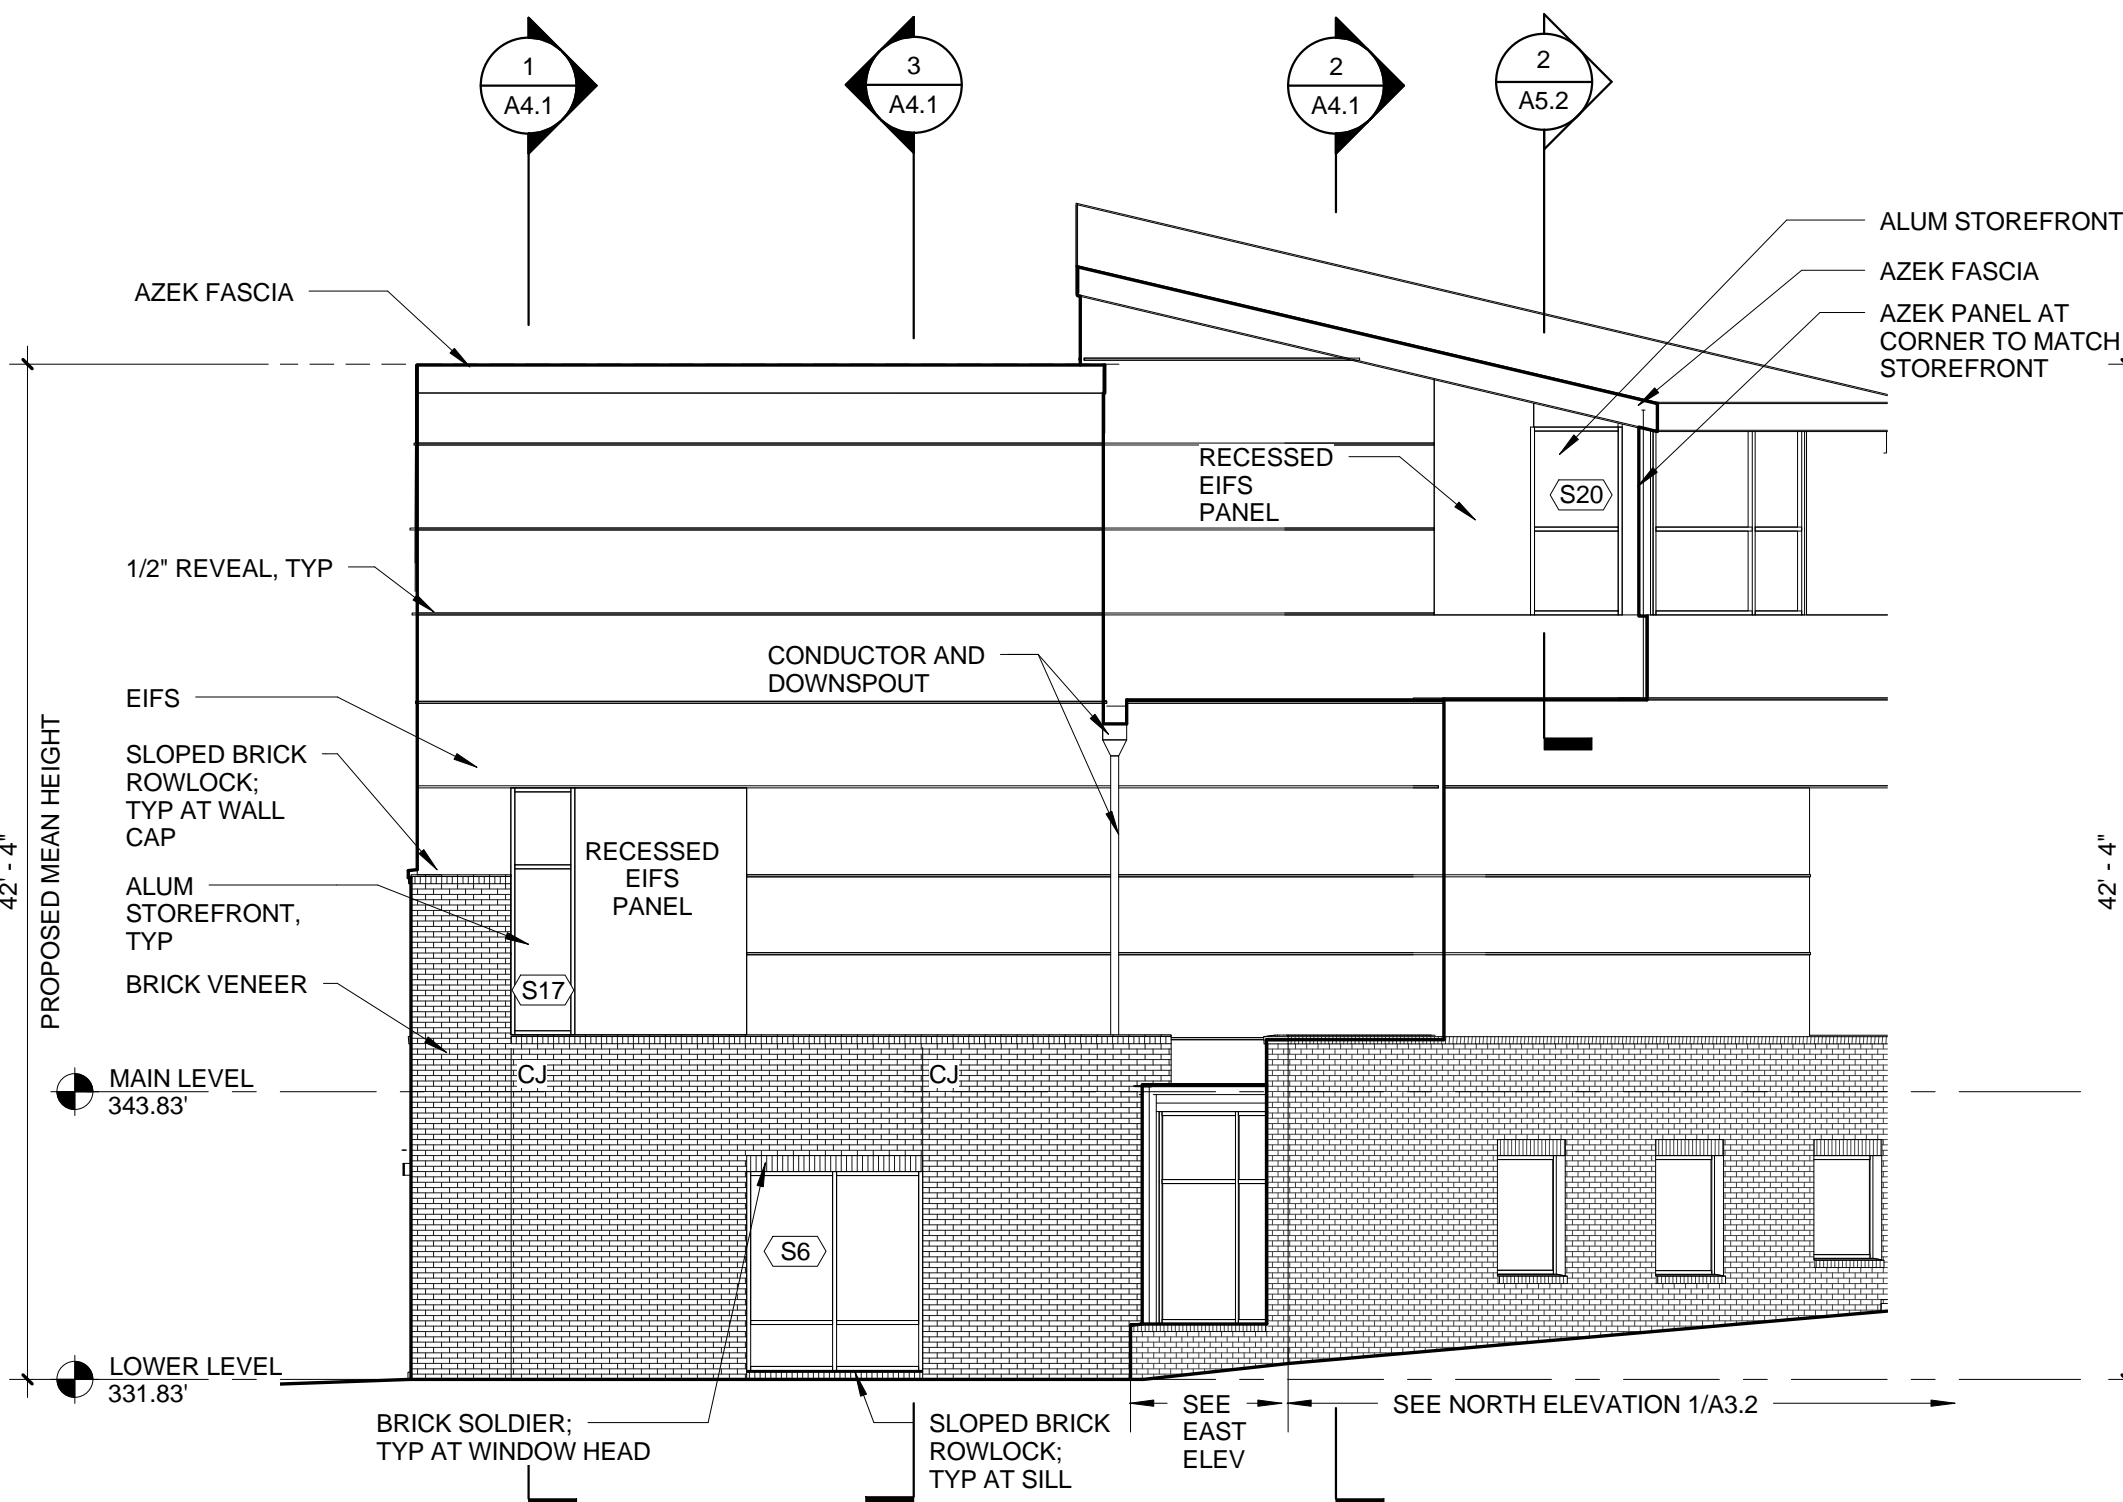 1
A4.1
3
A4.1
2
A4.1
2
A5.2
ALUM STOREFRONT
AZEK FASCIA
AZEK PANEL AT
CORNER TO MATCH
STOREFRONT
AZEK FASCIA
RECESSED
EIFS
PANEL
S20
1/2" REVEAL, TYP
CONDUCTOR AND
DOWNSPOUT
EIFS
SLOPED BRICK
ROWLOCK;
TYP AT WALL
CAP
42' - 4"
PROPOSED MEAN HEIGHT
42' - 4"
RECESSED
EIFS
PANEL
ALUM
STOREFRONT,
TYP
BRICK VENEER
S17
CJ
CJ
MAIN LEVEL
343.83'
S6
LOWER LEVEL
331.83'
BRICK SOLDIER;
TYP AT WINDOW HEAD
SLOPED BRICK
ROWLOCK;
TYP AT SILL
SEE
EAST
ELEV
SEE NORTH ELEVATION 1/A3.2